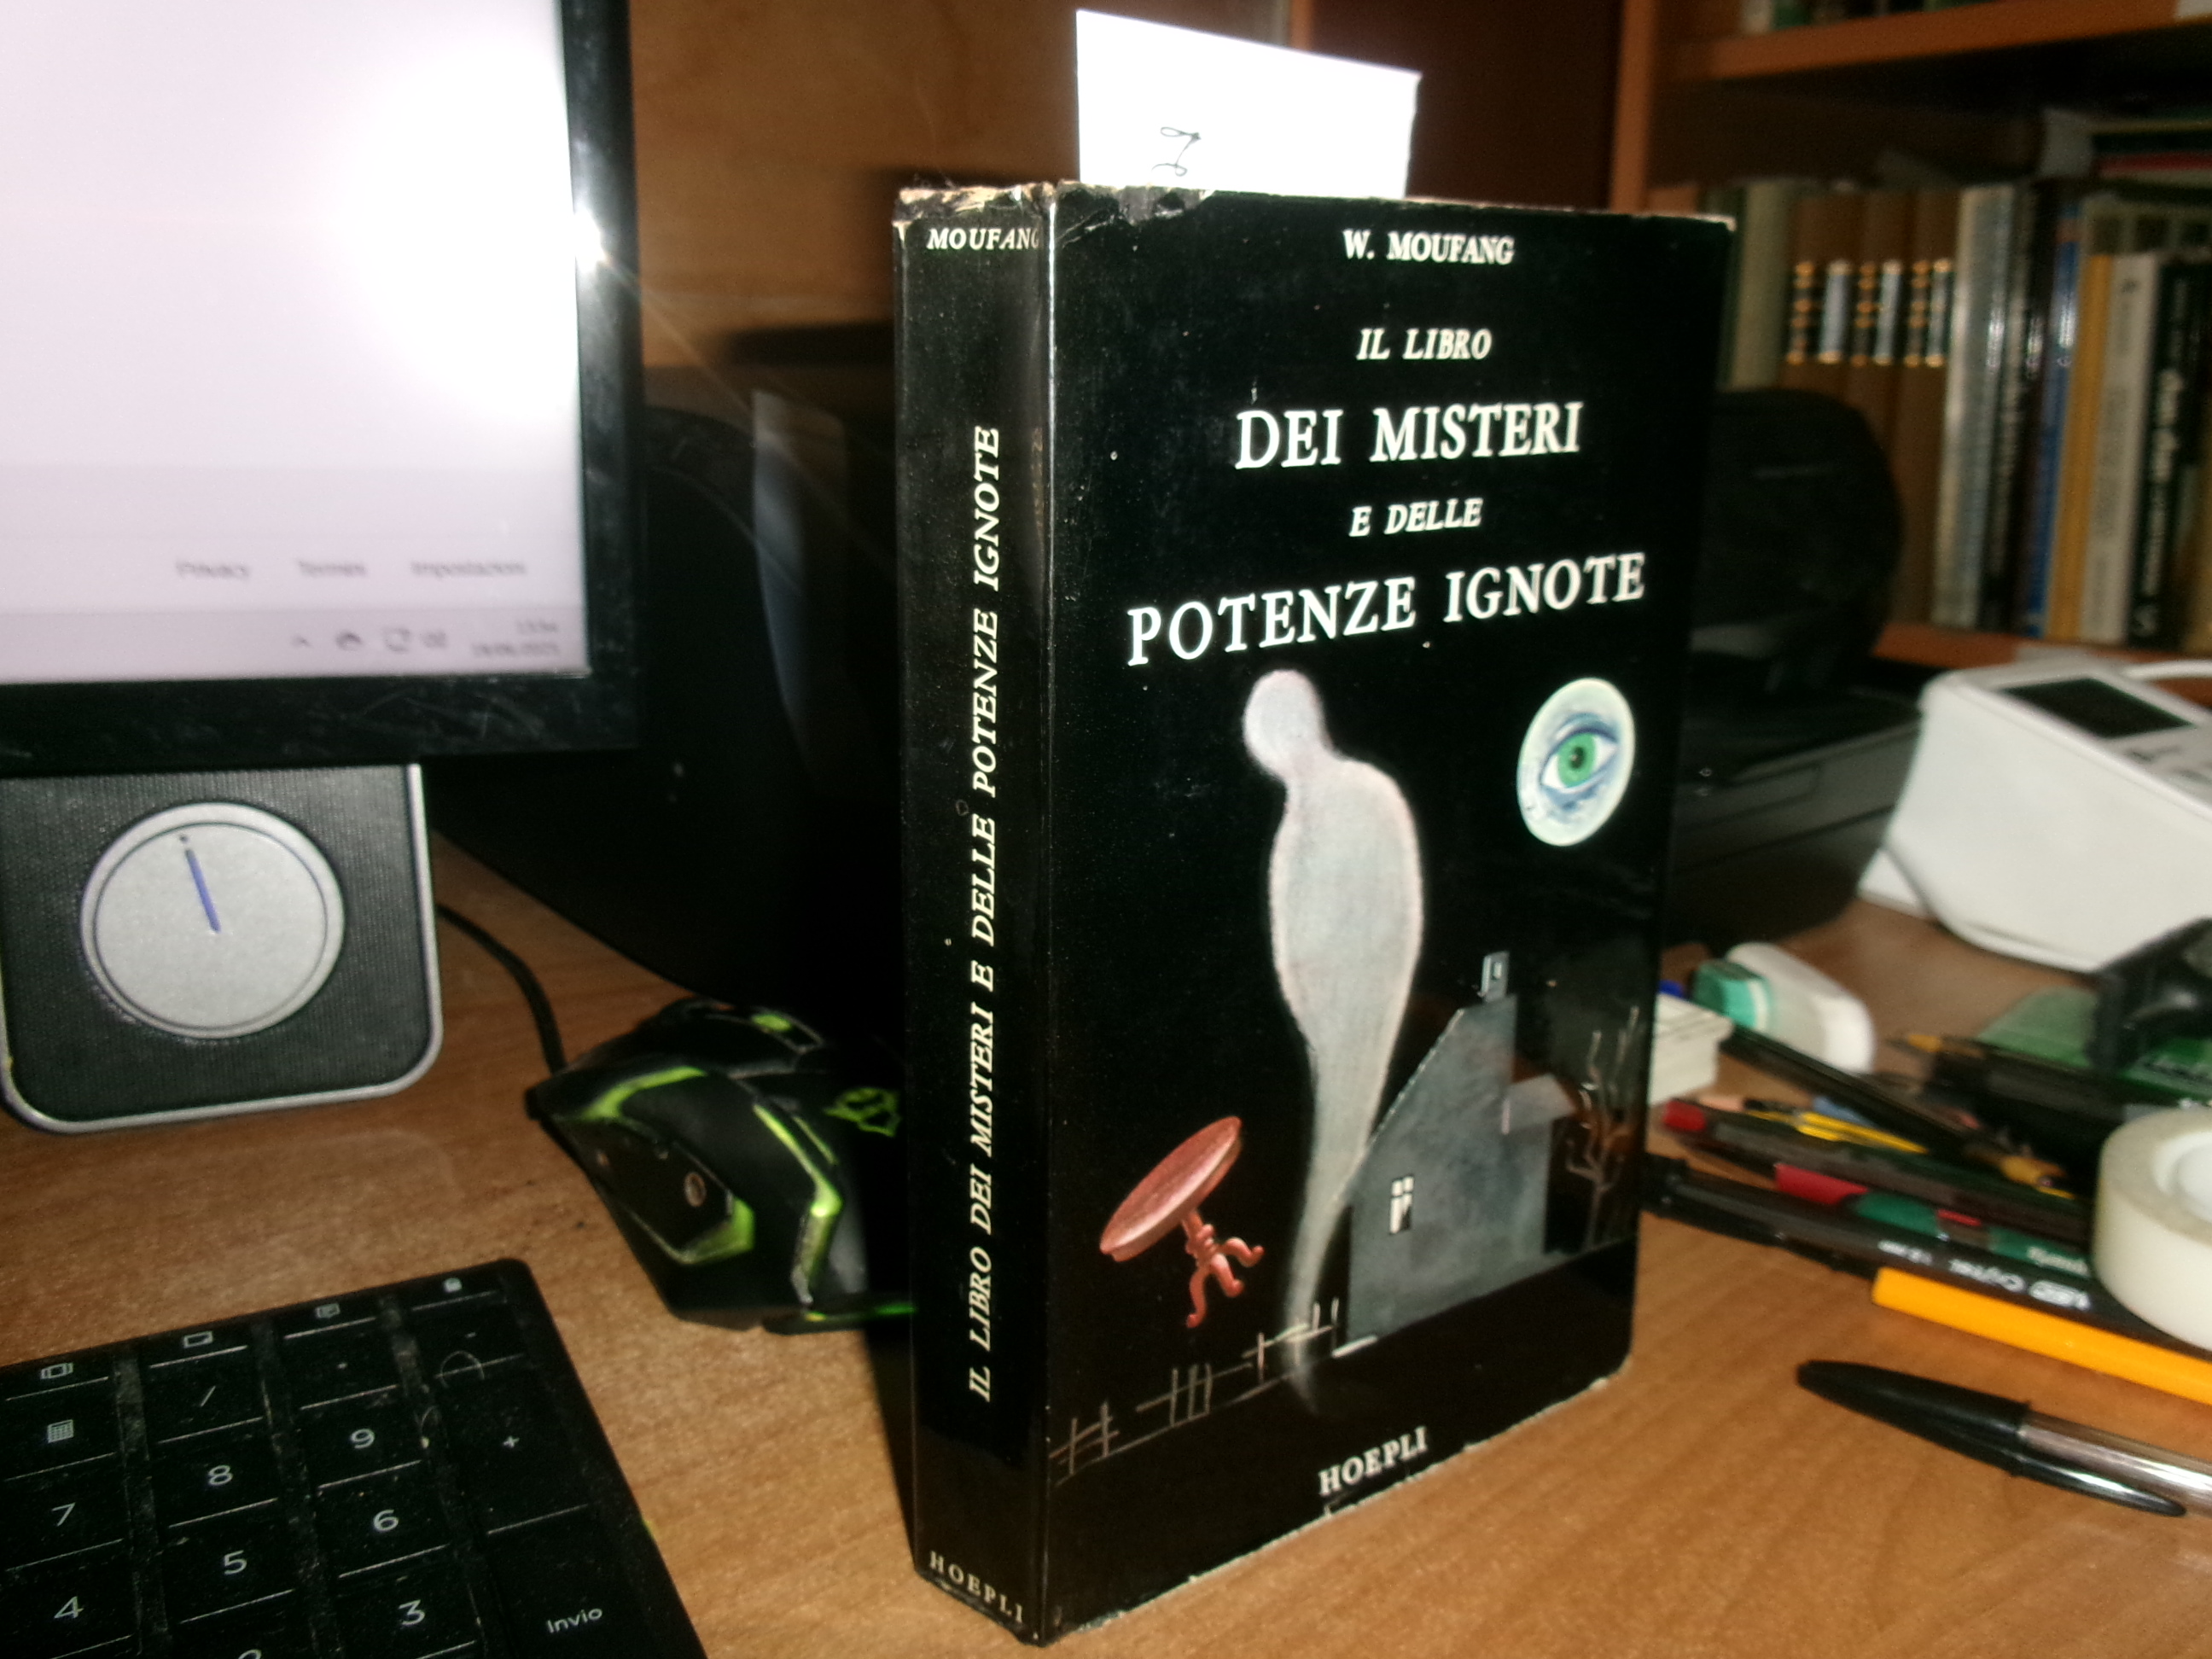 W. MOUFANG
IL LIBRO
DEI MISTERI
E DELLE
POTENZE IGNOTE
HOEPLI
MOUFANG
IL LIBRO DEI MISTERI E DELLE POTENZE IGNOTE
HOEPLI
Privacy Termini Impostazioni
/
+
7 8 9
4 5 6
3
Invio